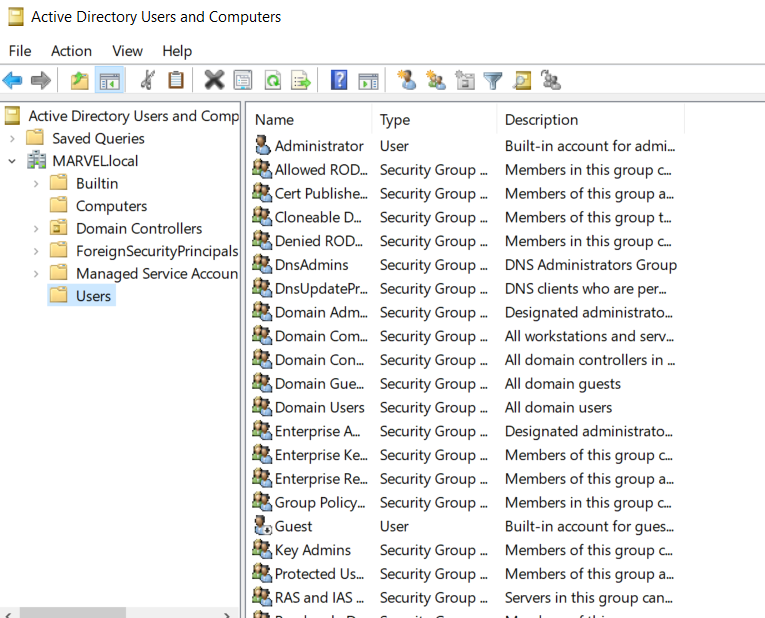 Active Directory Users and Computers
File Action View Help
Active Directory Users and Comp
Saved Queries
MARVEL.local
Builtin
Computers
Domain Controllers
ForeignSecurityPrincipals
Managed Service Accoun
Users
Name Type Description
Administrator User Built-in account for admi...
Allowed ROD... Security Group ... Members in this group c...
Cert Publishe... Security Group ... Members of this group a...
Cloneable D... Security Group ... Members of this group t...
Denied ROD... Security Group ... Members in this group c...
DnsAdmins Security Group ... DNS Administrators Group
DnsUpdatePr... Security Group ... DNS clients who are per...
Domain Adm... Security Group ... Designated administrato...
Domain Com... Security Group ... All workstations and serv...
Domain Con... Security Group ... All domain controllers in ...
Domain Gue... Security Group ... All domain guests
Domain Users Security Group ... All domain users
Enterprise A... Security Group ... Designated administrato...
Enterprise Ke... Security Group ... Members of this group c...
Enterprise Re... Security Group ... Members of this group a...
Group Policy... Security Group ... Members in this group c...
Guest User Built-in account for gues...
Key Admins Security Group ... Members of this group c...
Protected Us... Security Group ... Members of this group a...
RAS and IAS ... Security Group ... Servers in this group can...